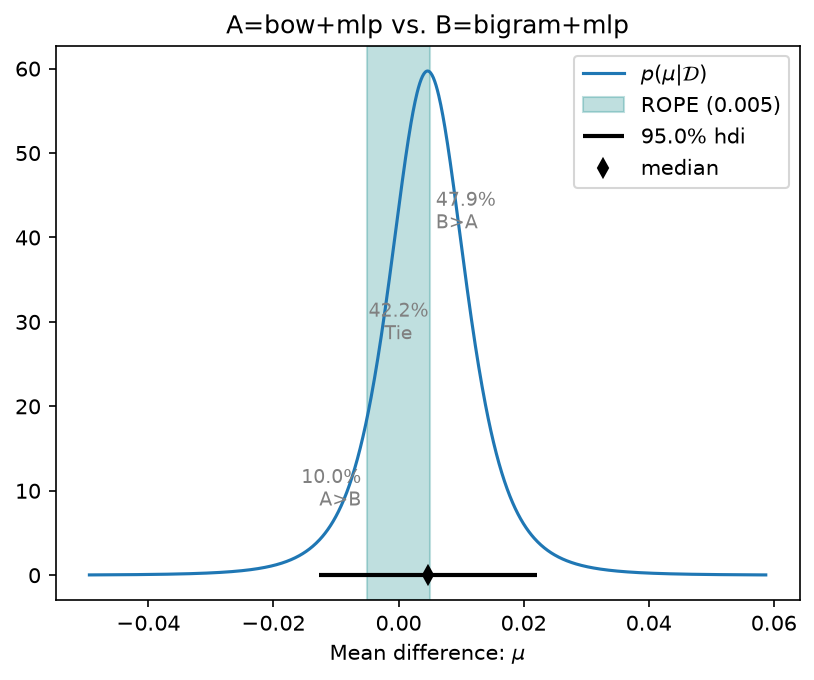 A=bow+mlp vs. B=bigram+mlp
60
50
40
30
20
10
0
p(μ|𝒟)
ROPE (0.005)
95.0% hdi
median
47.9%
B>A
42.2%
Tie
10.0%
A>B
−0.04
−0.02
0.00
0.02
0.04
0.06
Mean difference: μ